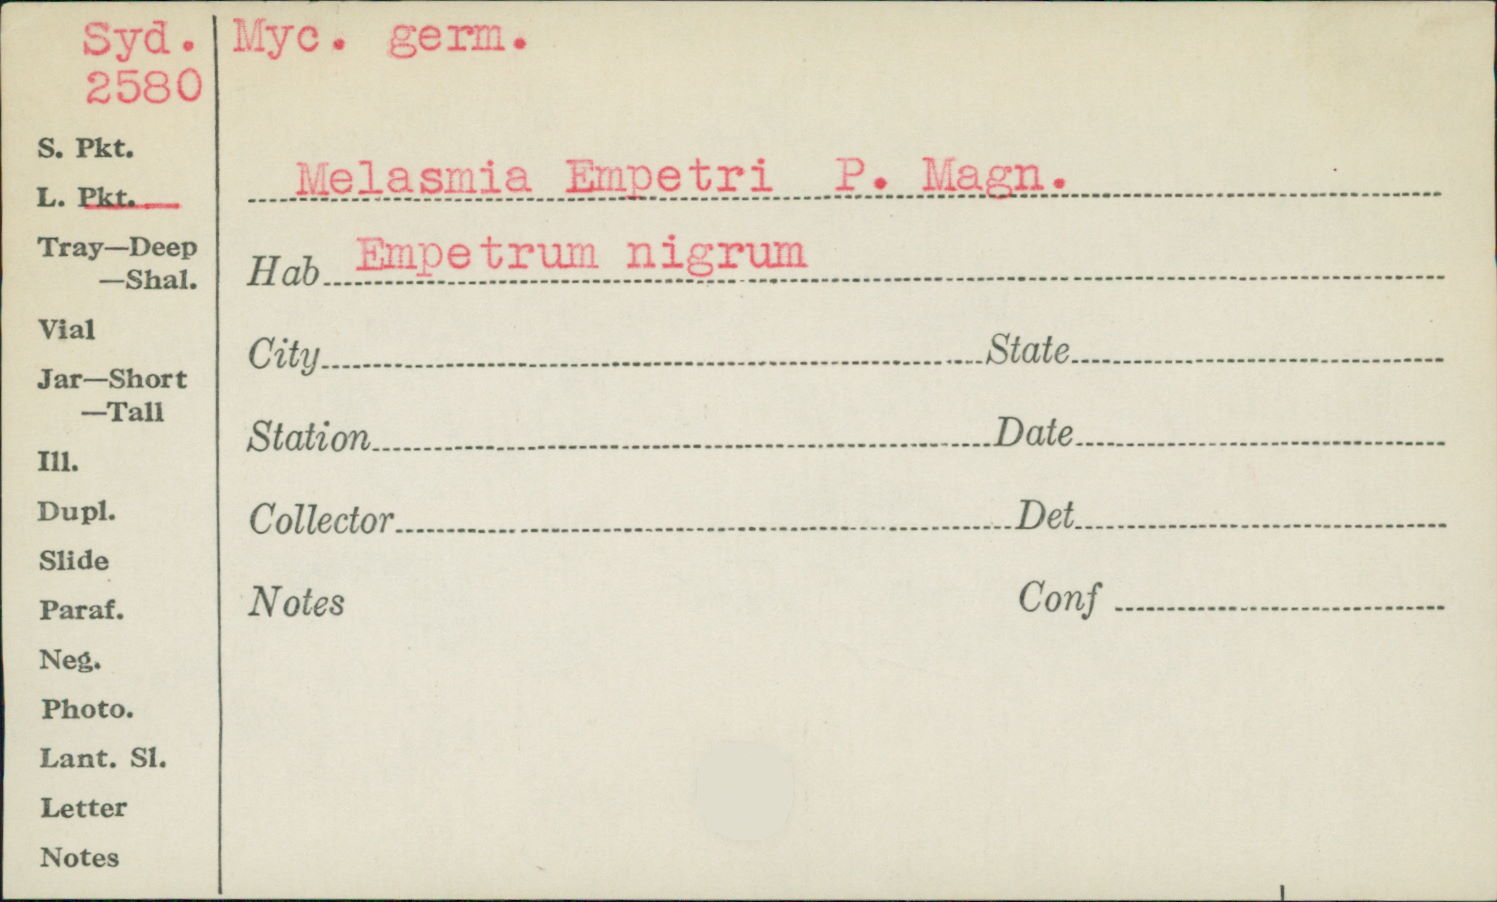 Syd. Myc. germ.
2580
S. Pkt.
L. Pkt.
Tray—Deep
—Shal.
Vial
Jar—Short
—Tall
Ill.
Dupl.
Slide
Paraf.
Neg.
Photo.
Lant. Sl.
Letter
Notes
Melasmia Empetri P. Magn.
Hab Empetrum nigrum
City State
Station Date
Collector Det
Notes Conf